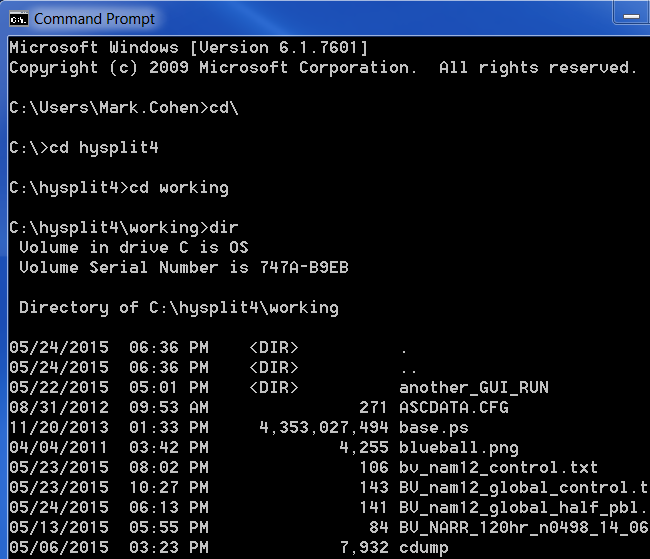 Command Prompt
Microsoft Windows [Version 6.1.7601]
Copyright (c) 2009 Microsoft Corporation.  All rights reserved.
C:\Users\Mark.Cohen>cd\
C:\>cd hysplit4
C:\hysplit4>cd working
C:\hysplit4\working>dir
 Volume in drive C is OS
 Volume Serial Number is 747A-B9EB
 Directory of C:\hysplit4\working
05/24/2015  06:36 PM    <DIR>          .
05/24/2015  06:36 PM    <DIR>          ..
05/22/2015  05:01 PM    <DIR>          another_GUI_RUN
08/31/2012  09:53 AM               271 ASCDATA.CFG
11/20/2013  01:33 PM     4,353,027,494 base.ps
04/04/2011  03:42 PM             4,255 blueball.png
05/23/2015  08:02 PM               106 bv_nam12_control.txt
05/23/2015  10:27 PM               143 BV_nam12_global_control.t
05/24/2015  06:13 PM               141 BV_nam12_global_half_pbl.
05/13/2015  05:55 PM                84 BV_NARR_120hr_n0498_14_06
05/06/2015  03:23 PM             7,932 cdump